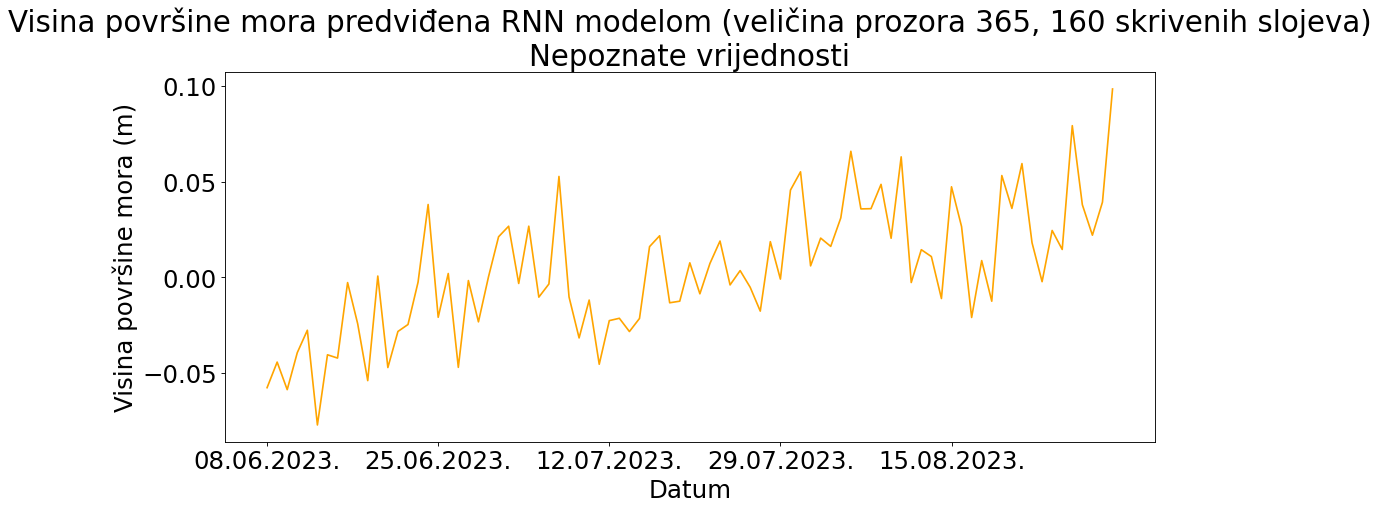 Visina površine mora predviđena RNN modelom (veličina prozora 365, 160 skrivenih slojeva)
Nepoznate vrijednosti
Visina površine mora (m)
0.10
0.05
0.00
−0.05
08.06.2023. 25.06.2023. 12.07.2023. 29.07.2023. 15.08.2023.
Datum